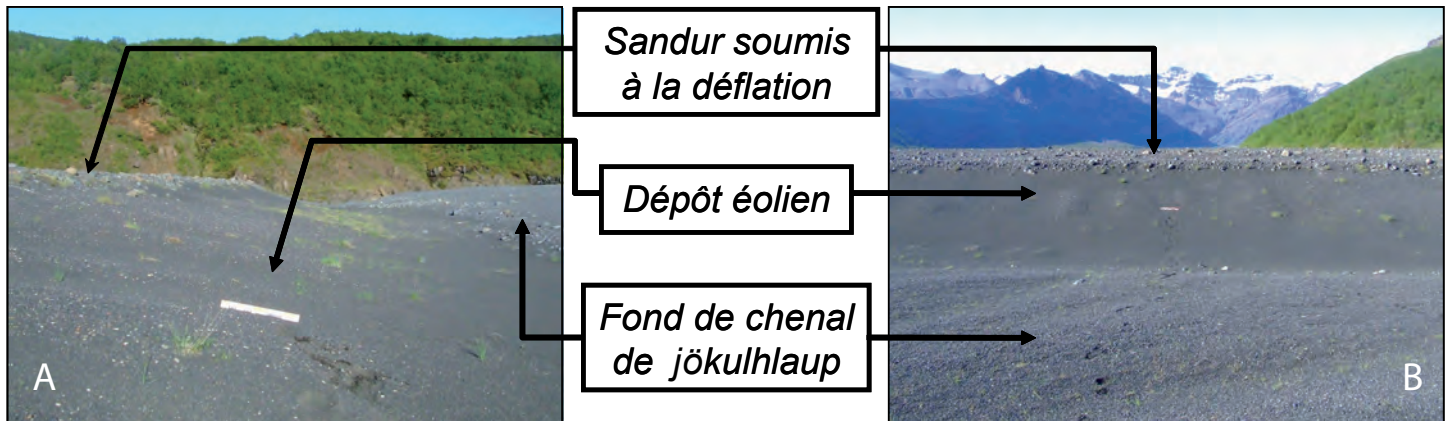 Sandur soumis
à la déflation
Dépôt éolien
Fond de chenal
de jökulhlaup
A
B